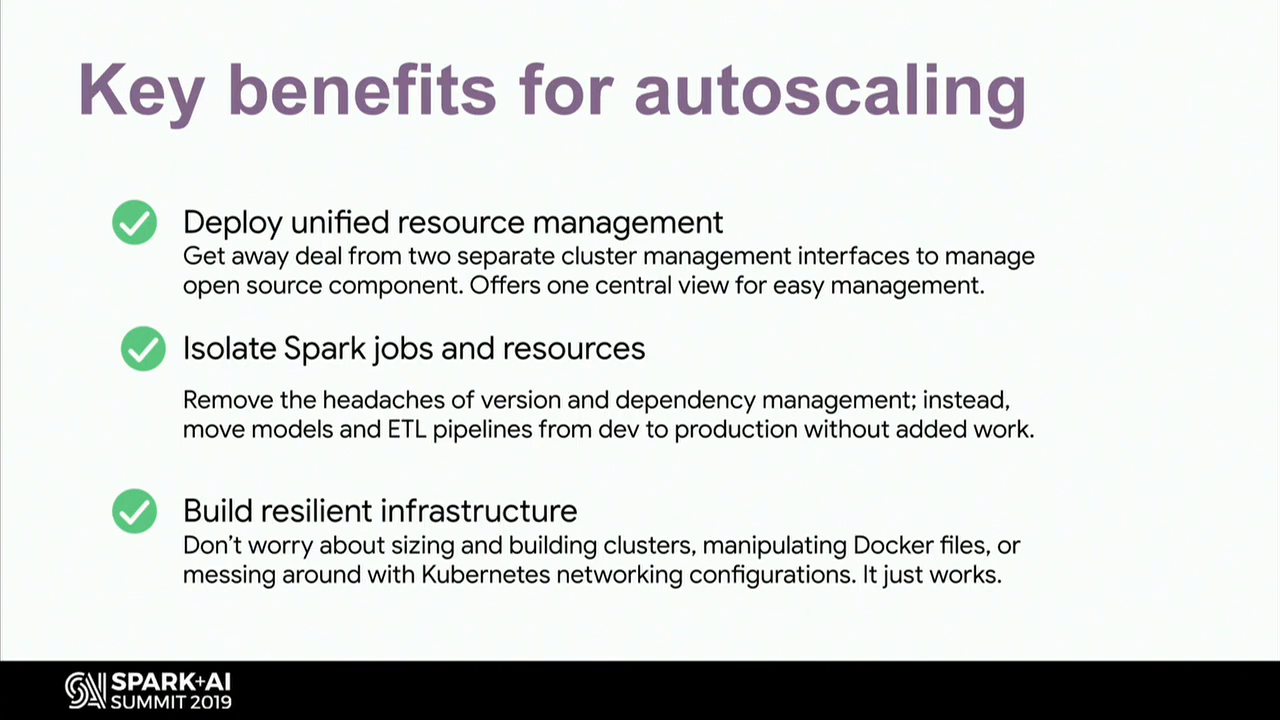 Key benefits for autoscaling
Deploy unified resource management
Get away deal from two separate cluster management interfaces to manage
open source component. Offers one central view for easy management.
Isolate Spark jobs and resources
Remove the headaches of version and dependency management; instead,
move models and ETL pipelines from dev to production without added work.
Build resilient infrastructure
Don’t worry about sizing and building clusters, manipulating Docker files, or
messing around with Kubernetes networking configurations. It just works.
SPARK+AI
SUMMIT 2019